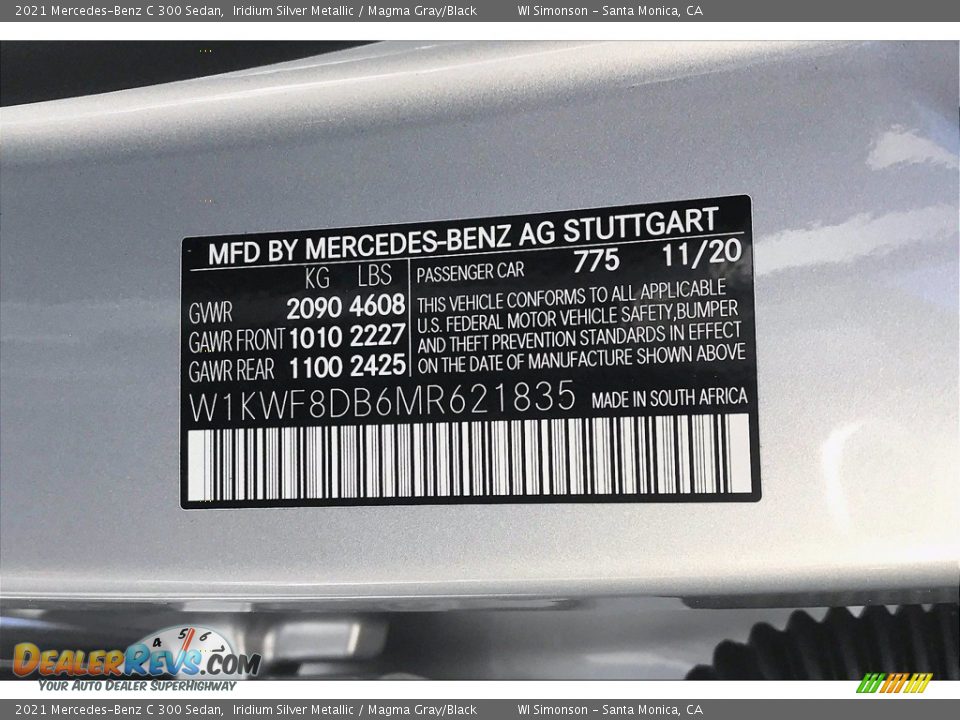 2021 Mercedes-Benz C 300 Sedan, Iridium Silver Metallic / Magma Gray/Black WI Simonson - Santa Monica, CA
MFD BY MERCEDES-BENZ AG STUTTGART
KG LBS
GVWR 2090 4608
GAWR FRONT 1010 2227
GAWR REAR 1100 2425
PASSENGER CAR 775 11/20
THIS VEHICLE CONFORMS TO ALL APPLICABLE
U.S. FEDERAL MOTOR VEHICLE SAFETY,BUMPER
AND THEFT PREVENTION STANDARDS IN EFFECT
ON THE DATE OF MANUFACTURE SHOWN ABOVE
W1KWF8DB6MR621835 MADE IN SOUTH AFRICA
4 5 6
DEALERREVS.COM
YOUR AUTO DEALER SUPERHIGHWAY
2021 Mercedes-Benz C 300 Sedan, Iridium Silver Metallic / Magma Gray/Black WI Simonson - Santa Monica, CA